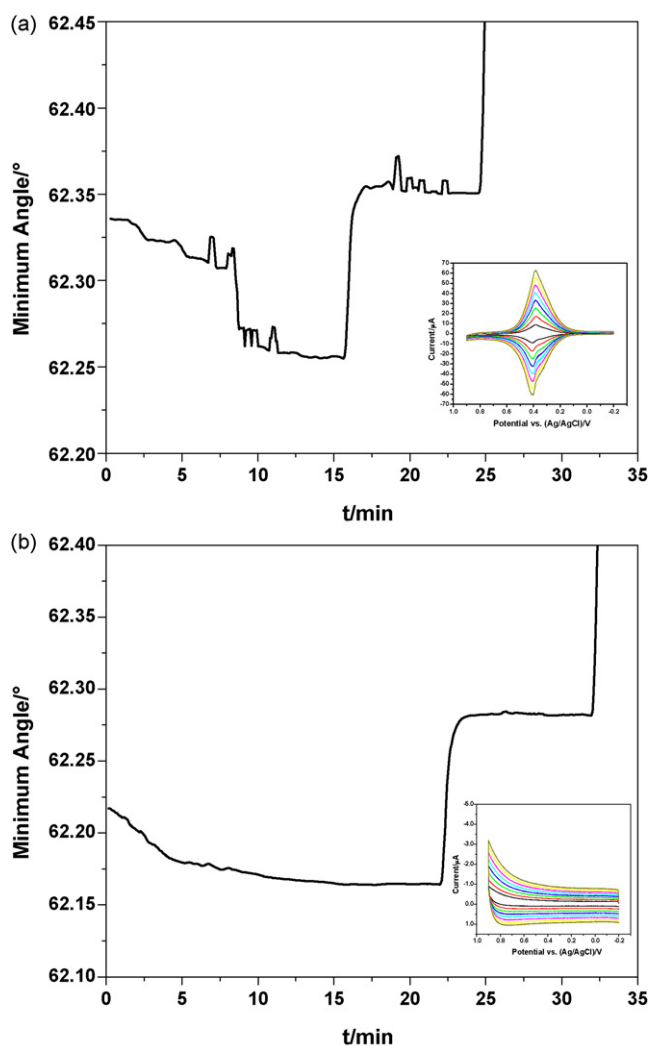 (a)
62.45
62.40
62.35
62.30
62.25
62.20
Minimum Angle/°
0 5 10 15 20 25 30 35
t/min
70
60
50
40
30
20
10
0
-10
-20
-30
-40
-50
-60
-70
Current/μA
1.0 0.8 0.6 0.4 0.2 0.0 -0.2
Potential vs. (Ag/AgCl)/V
(b)
62.40
62.35
62.30
62.25
62.20
62.15
62.10
Minimum Angle/°
0 5 10 15 20 25 30 35
t/min
-5.0
-4.0
-3.0
-2.0
-1.0
0.0
1.0
Current/μA
1.0 0.8 0.6 0.4 0.2 0.0 -0.2
Potential vs. (Ag/AgCl)/V